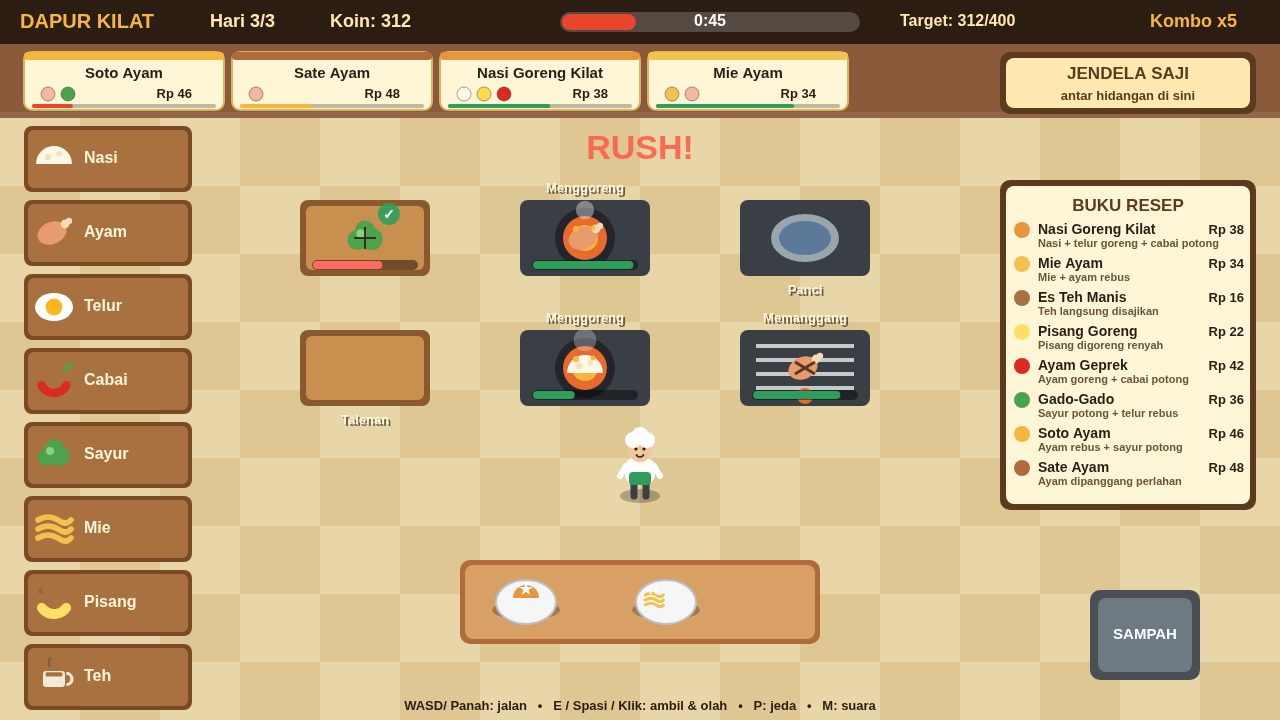 DAPUR KILAT
Hari 3/3
Koin: 312
0:45
Target: 312/400
Kombo x5
Soto Ayam
Rp 46
Sate Ayam
Rp 48
Nasi Goreng Kilat
Rp 38
Mie Ayam
Rp 34
JENDELA SAJI
antar hidangan di sini
RUSH!
Nasi
Ayam
Telur
Cabai
Sayur
Mie
Pisang
Teh
Menggoreng
Panci
Menggoreng
Memanggang
Talenan
BUKU RESEP
Nasi Goreng Kilat Rp 38
Nasi + telur goreng + cabai potong
Mie Ayam Rp 34
Mie + ayam rebus
Es Teh Manis Rp 16
Teh langsung disajikan
Pisang Goreng Rp 22
Pisang digoreng renyah
Ayam Geprek Rp 42
Ayam goreng + cabai potong
Gado-Gado Rp 36
Sayur potong + telur rebus
Soto Ayam Rp 46
Ayam rebus + sayur potong
Sate Ayam Rp 48
Ayam dipanggang perlahan
SAMPAH
WASD/ Panah: jalan • E / Spasi / Klik: ambil & olah • P: jeda • M: suara